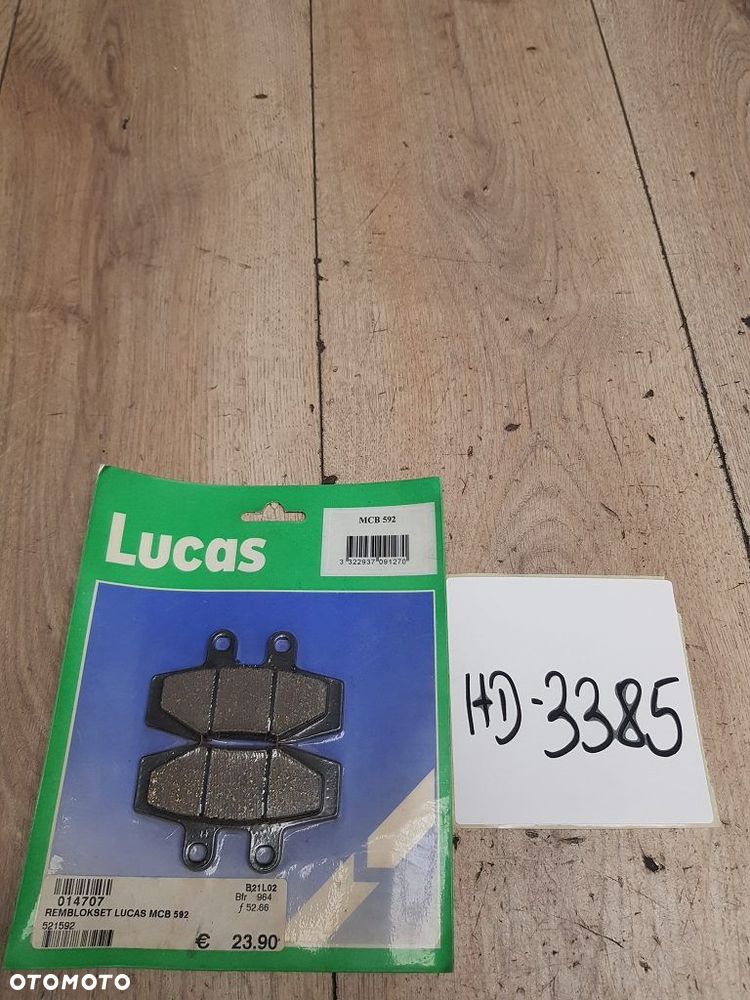 Lucas
MCB 592
3 322937 091270
HD-3385
014707
B21L02
Bfr 964
ƒ 52.66
REMBLOKSET LUCAS MCB 592
521592
€ 23.90
OTOMOTO